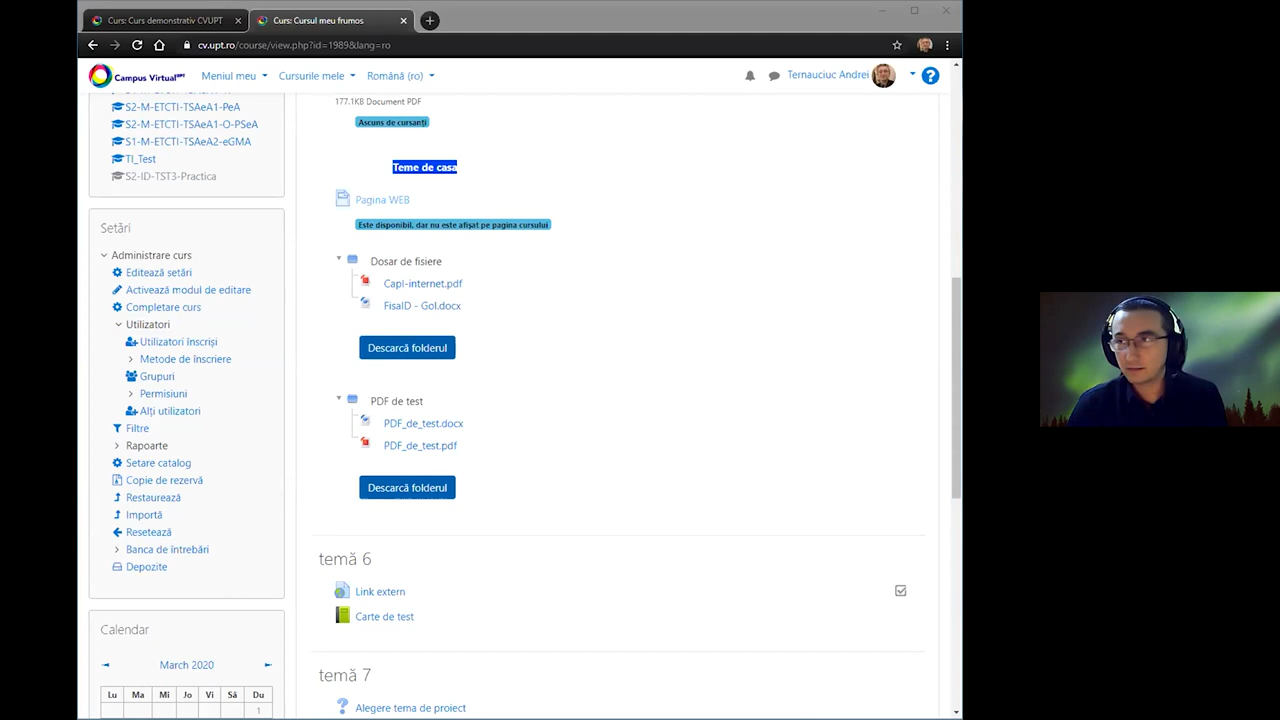 Curs: Curs demonstrativ CVUPT
Curs: Cursul meu frumos
cv.upt.ro/course/view.php?id=1989&lang=ro
Campus Virtual upt
Meniul meu
Cursurile mele
Română (ro)
Ternauciuc Andrei
S2-M-ETCTI-TSAeA1-PeA
S2-M-ETCTI-TSAeA1-O-PSeA
S1-M-ETCTI-TSAeA2-eGMA
TI_Test
S2-ID-TST3-Practica
Setări
Administrare curs
Editează setări
Activează modul de editare
Completare curs
Utilizatori
Utilizatori înscriși
Metode de înscriere
Grupuri
Permisiuni
Alți utilizatori
Filtre
Rapoarte
Setare catalog
Copie de rezervă
Restaurează
Importă
Resetează
Banca de întrebări
Depozite
Calendar
◄ March 2020 ►
Lu Ma Mi Jo Vi Sâ Du
1
177.1KB Document PDF
Ascuns de cursanți
Teme de casa
Pagina WEB
Este disponibil, dar nu este afișat pe pagina cursului
Dosar de fisiere
CapI-internet.pdf
FisaID - Gol.docx
Descarcă folderul
PDF de test
PDF_de_test.docx
PDF_de_test.pdf
Descarcă folderul
temă 6
Link extern
Carte de test
temă 7
Alegere tema de proiect